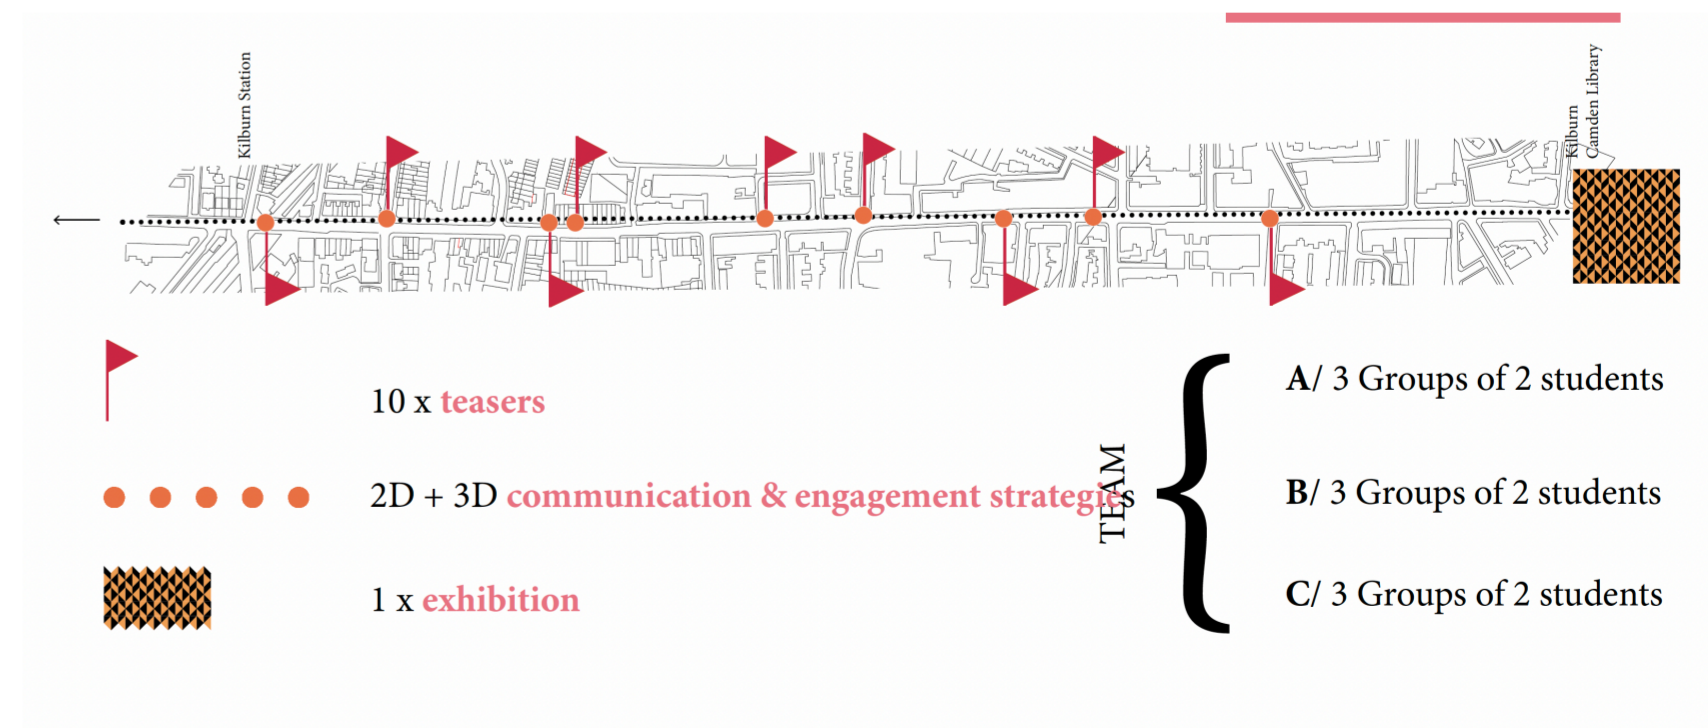 Kilburn Station
Kilburn
Camden Library
10 x teasers
2D + 3D communication & engagement strategies
1 x exhibition
TEAM
A/ 3 Groups of 2 students
B/ 3 Groups of 2 students
C/ 3 Groups of 2 students